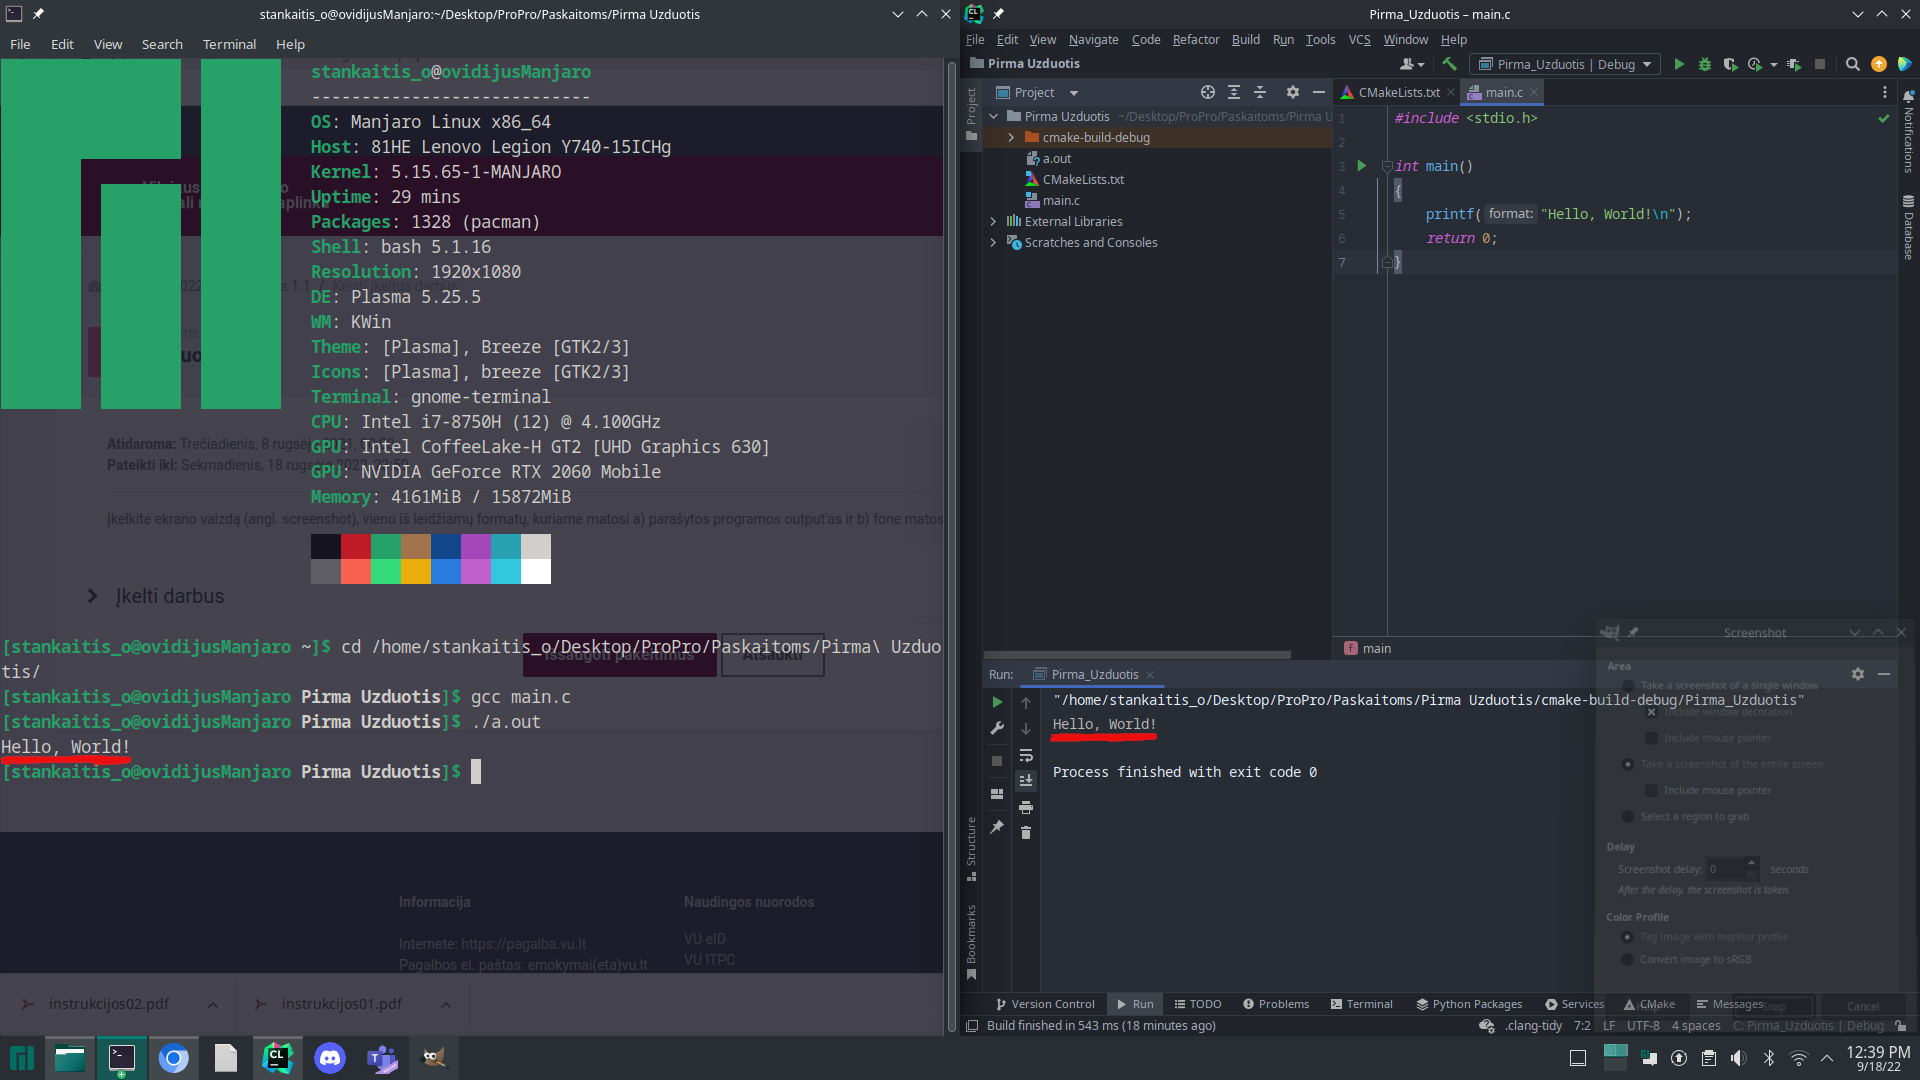 stankaitis_o@ovidijusManjaro:~/Desktop/ProPro/Paskaitoms/Pirma Uzduotis
File Edit View Search Terminal Help
stankaitis_o@ovidijusManjaro
----------------------------
OS: Manjaro Linux x86_64
Host: 81HE Lenovo Legion Y740-15ICHg
Kernel: 5.15.65-1-MANJARO
Uptime: 29 mins
Packages: 1328 (pacman)
Shell: bash 5.1.16
Resolution: 1920x1080
DE: Plasma 5.25.5
WM: KWin
Theme: [Plasma], Breeze [GTK2/3]
Icons: [Plasma], breeze [GTK2/3]
Terminal: gnome-terminal
CPU: Intel i7-8750H (12) @ 4.100GHz
GPU: Intel CoffeeLake-H GT2 [UHD Graphics 630]
GPU: NVIDIA GeForce RTX 2060 Mobile
Memory: 4161MiB / 15872MiB
Atidaroma: Trečiadienis, 8 rugsėj
Pateikti iki: Sekmadienis, 18 rugs
Įkelkite ekrano vaizdą (angl. screenshot), vienu iš leidžiamų formatų, kuriame matosi a) parašytos programos output'as ir b) fone matos
Įkelti darbus
Išsaugoti pakeitimus Atšaukti
[stankaitis_o@ovidijusManjaro ~]$ cd /home/stankaitis_o/Desktop/ProPro/Paskaitoms/Pirma\ Uzduo
tis/
[stankaitis_o@ovidijusManjaro Pirma Uzduotis]$ gcc main.c
[stankaitis_o@ovidijusManjaro Pirma Uzduotis]$ ./a.out
Hello, World!
[stankaitis_o@ovidijusManjaro Pirma Uzduotis]$
Informacija
Internete: https://pagalba.vu.lt
Pagalbos el. paštas: emokymai(eta)vu.lt
Naudingos nuorodos
VU eID
VU ITPC
instrukcijos02.pdf
instrukcijos01.pdf
Pirma_Uzduotis – main.c
File Edit View Navigate Code Refactor Build Run Tools VCS Window Help
Pirma Uzduotis
Pirma_Uzduotis | Debug
Project
Project
CMakeLists.txt
main.c
Pirma Uzduotis ~/Desktop/ProPro/Paskaitoms/Pirma U
cmake-build-debug
a.out
CMakeLists.txt
main.c
External Libraries
Scratches and Consoles
1 #include <stdio.h>
2
3 int main()
4 {
5 printf( format: "Hello, World!\n");
6 return 0;
7 }
Notifications
Database
main
Run: Pirma_Uzduotis
"/home/stankaitis_o/Desktop/ProPro/Paskaitoms/Pirma Uzduotis/cmake-build-debug/Pirma_Uzduotis"
Hello, World!
Process finished with exit code 0
Structure
Bookmarks
Screenshot
Area
Take a screenshot of a single window
Include window decoration
Include mouse pointer
Take a screenshot of the entire screen
Include mouse pointer
Select a region to grab
Delay
Screenshot delay: 0 seconds
After the delay, the screenshot is taken.
Color Profile
Tag image with monitor profile
Convert image to sRGB
Snap Cancel
Version Control Run TODO Problems Terminal Python Packages Services CMake Messages
Build finished in 543 ms (18 minutes ago)
.clang-tidy 7:2 LF UTF-8 4 spaces C: Pirma_Uzduotis | Debug
12:39 PM
9/18/22